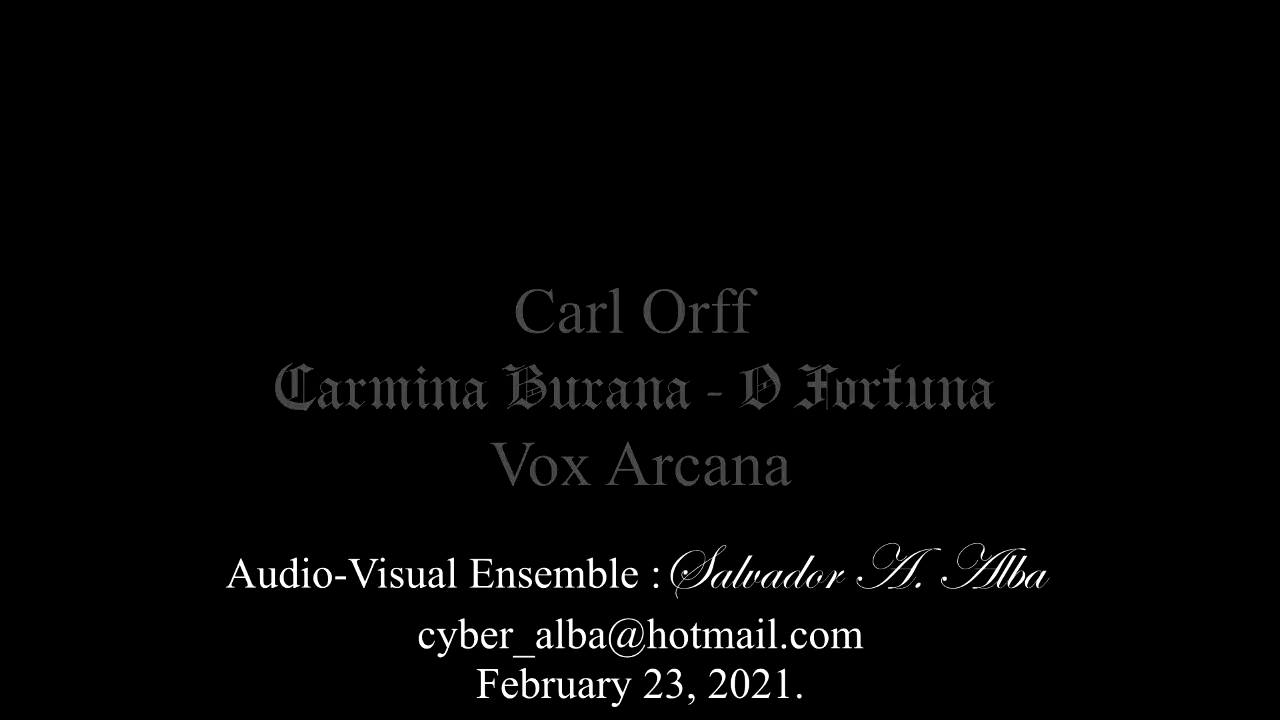 Carl Orff
Carmina Burana - O Fortuna
Vox Arcana
Audio-Visual Ensemble : Salvador A. Alba
cyber_alba@hotmail.com
February 23, 2021.